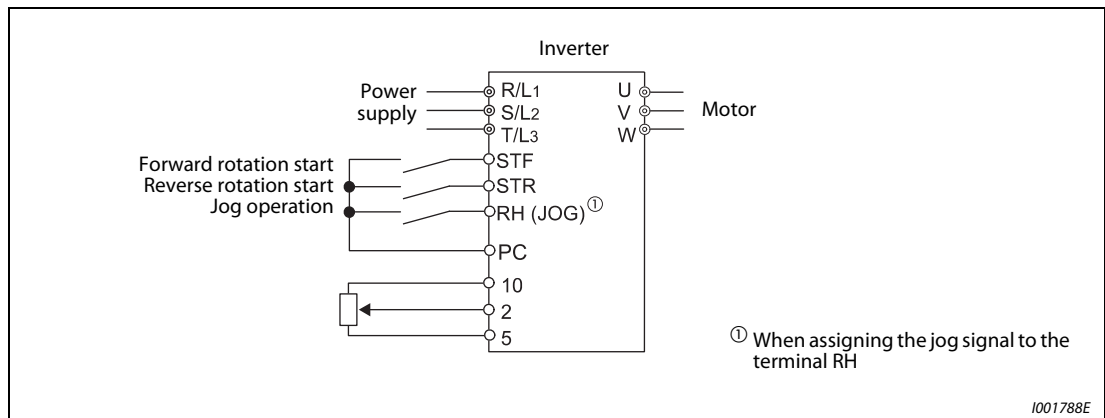 Inverter
Power
supply
R/L1
S/L2
T/L3
U
V
W
Motor
Forward rotation start
Reverse rotation start
Jog operation
STF
STR
RH (JOG)①
PC
10
2
5
① When assigning the jog signal to the
terminal RH
I001788E